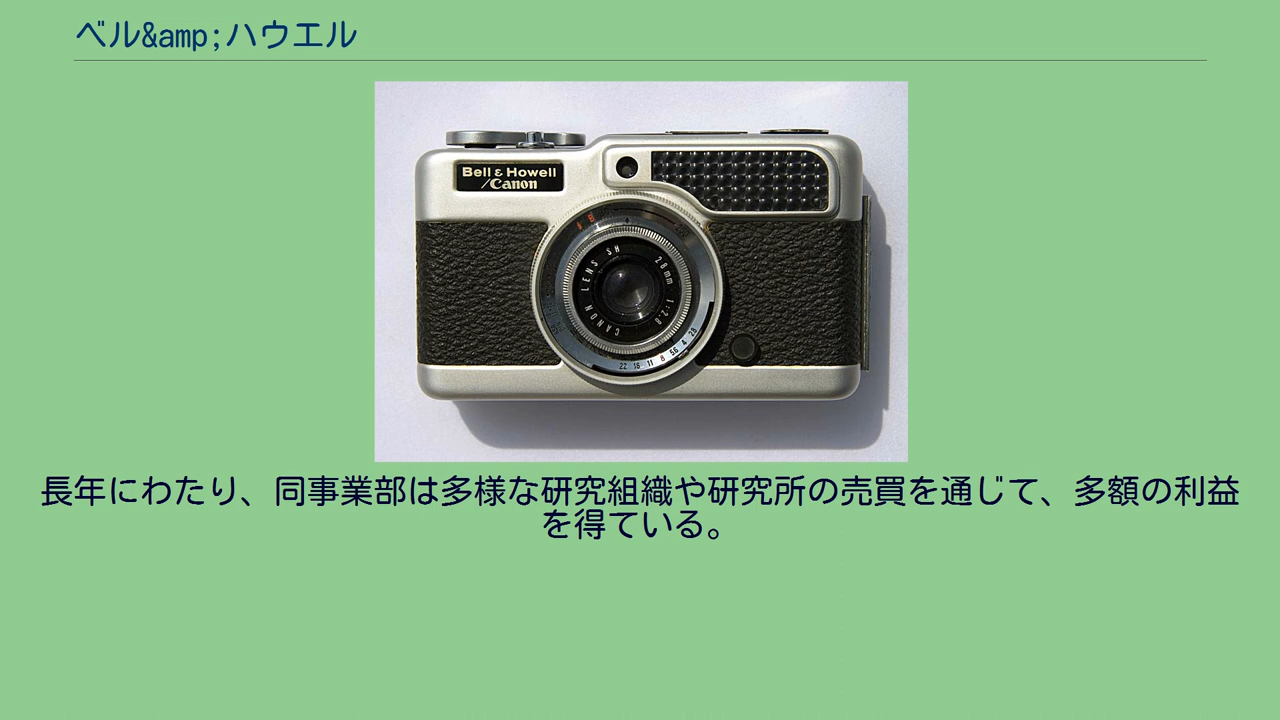 ベル&amp;ハウエル
Bell & Howell
/Canon
CANON LENS SH 28mm 1:2.8
22 16 11 8 5.6 4 2.8
長年にわたり、同事業部は多様な研究組織や研究所の売買を通じて、多額の利益
を得ている。